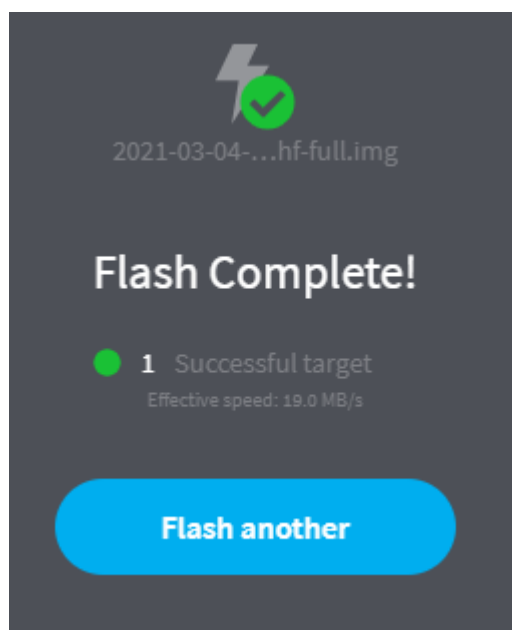 2021-03-04-...hf-full.img
Flash Complete!
1 Successful target
Effective speed: 19.0 MB/s
Flash another